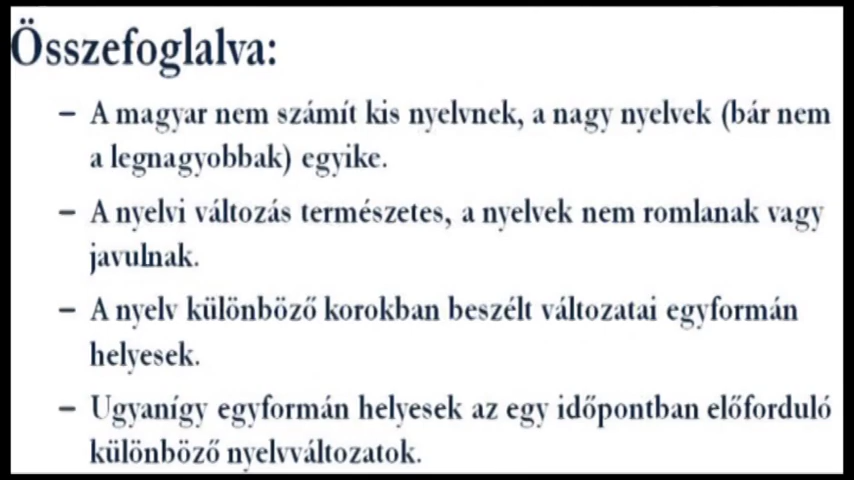 Összefoglalva:
– A magyar nem számít kis nyelvnek, a nagy nyelvek (bár nem
a legnagyobbak) egyike.
– A nyelvi változás természetes, a nyelvek nem romlanak vagy
javulnak.
– A nyelv különböző korokban beszélt változatai egyformán
helyesek.
– Ugyanígy egyformán helyesek az egy időpontban előforduló
különböző nyelvváltozatok.